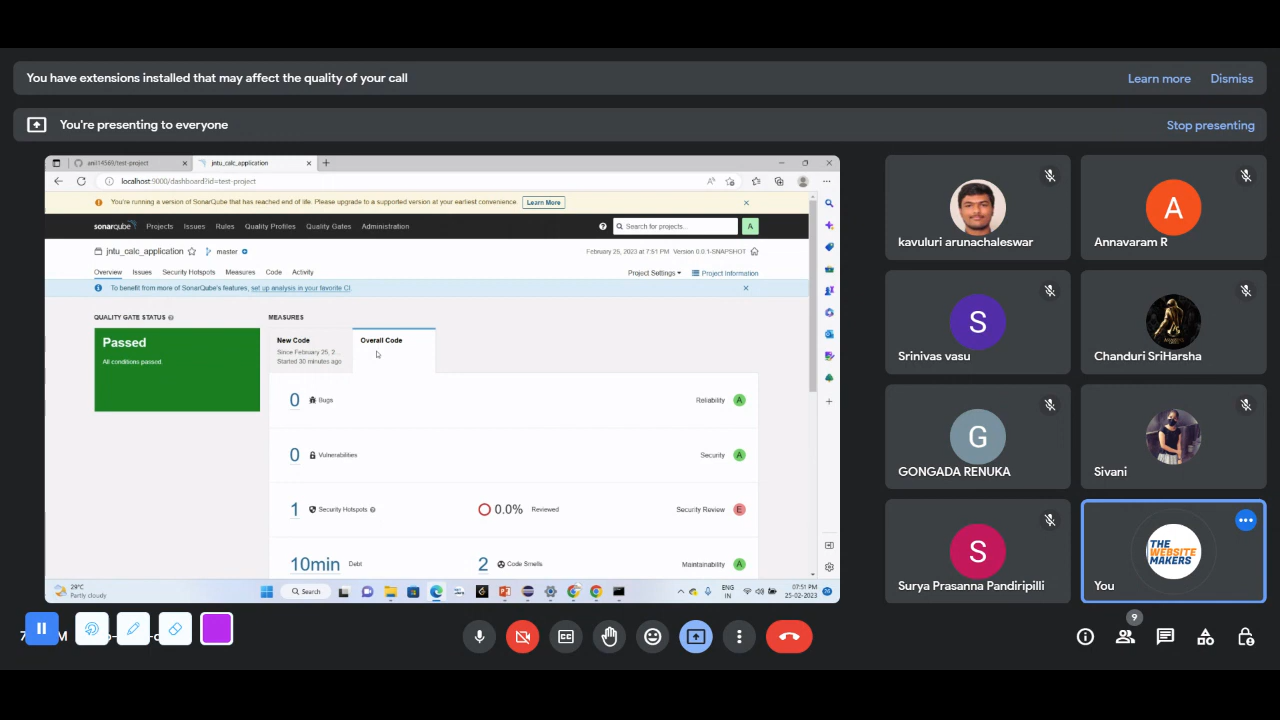 You have extensions installed that may affect the quality of your call
Learn more Dismiss
You're presenting to everyone
Stop presenting
anil14569/test-project
jntu_calc_application
localhost:9000/dashboard?id=test-project
You're running a version of SonarQube that has reached end of life. Please upgrade to a supported version at your earliest convenience. Learn More
sonarqube Projects Issues Rules Quality Profiles Quality Gates Administration Search for projects... A
jntu_calc_application master February 25, 2023 at 7:51 PM Version 0.0.1-SNAPSHOT
Overview Issues Security Hotspots Measures Code Activity Project Settings Project Information
To benefit from more of SonarQube's features, set up analysis in your favorite CI.
QUALITY GATE STATUS MEASURES
Passed
All conditions passed.
New Code
Since February 25, 2...
Started 30 minutes ago
Overall Code
0 Bugs Reliability A
0 Vulnerabilities Security A
1 Security Hotspots 0.0% Reviewed Security Review E
10min Debt 2 Code Smells Maintainability A
29°C
Partly cloudy
Search
ENG
IN
07:51 PM
25-02-2023
kavuluri arunachaleswar
A
Umavaram R
S
Srinivas vasu
Chanduri SriHarsha
G
GONGADA RENUKA
Sivani
S
Surya Prasanna Pandiripilli
THE
WEBSITE
MAKERS
You
9